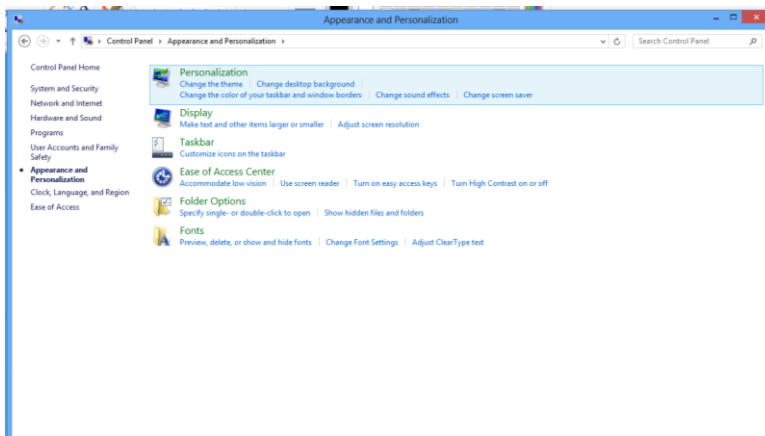 Appearance and Personalization
Control Panel Appearance and Personalization
Search Control Panel
Control Panel Home
System and Security
Network and Internet
Hardware and Sound
Programs
User Accounts and Family
Safety
Appearance and
Personalization
Clock, Language, and Region
Ease of Access
Personalization
Change the theme Change desktop background
Change the color of your taskbar and window borders Change sound effects Change screen saver
Display
Make text and other items larger or smaller Adjust screen resolution
Taskbar
Customize icons on the taskbar
Ease of Access Center
Accommodate low vision Use screen reader Turn on easy access keys Turn High Contrast on or off
Folder Options
Specify single- or double-click to open Show hidden files and folders
Fonts
Preview, delete, or show and hide fonts Change Font Settings Adjust ClearType text